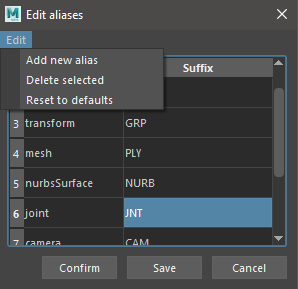 Edit aliases
Edit
Add new alias
Delete selected
Reset to defaults
Suffix
3 transform GRP
4 mesh PLY
5 nurbsSurface NURB
6 joint JNT
7 camera CAM
Confirm Save Cancel